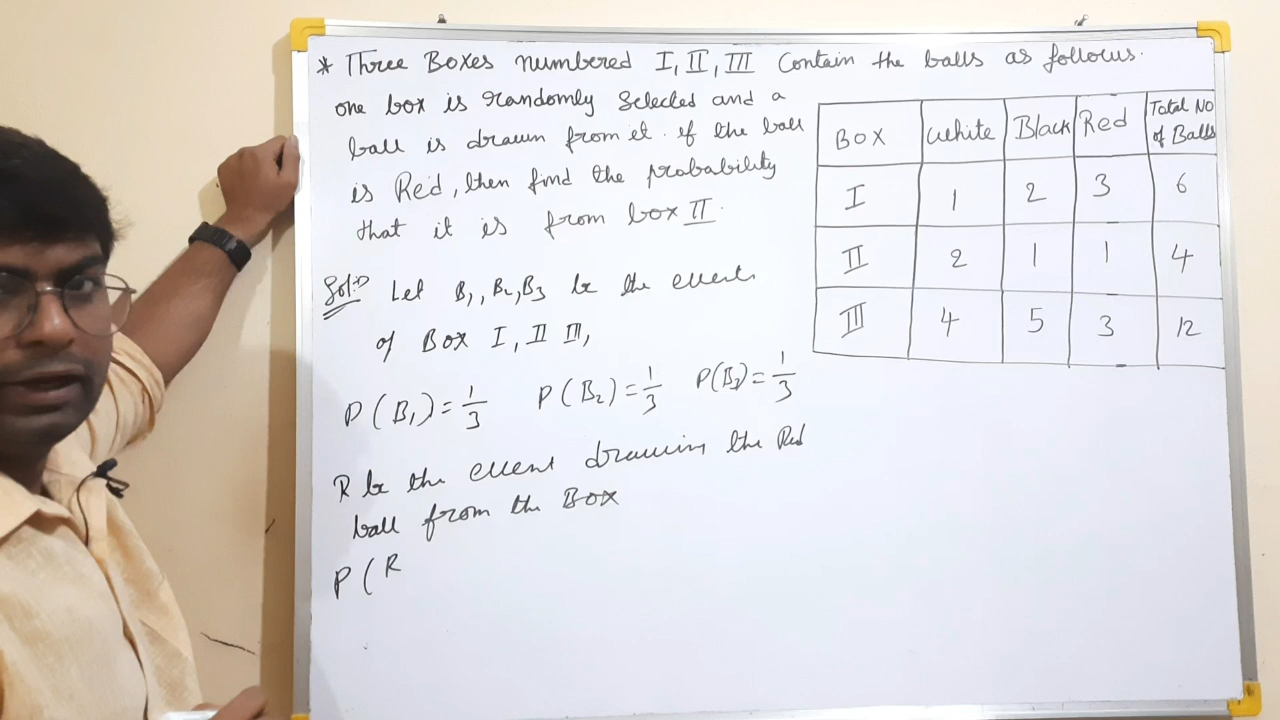 * Three Boxes numbered I, II, III Contain the balls as follows.
one box is randomly selected and a
ball is drawn from it. if the ball
is Red, then find the probability
that it is from box II.
BOX White Black Red Total NO of Balls
I 1 2 3 6
II 2 1 1 4
III 4 5 3 12
Sol:- Let B₁, B₂, B₃ be the events
of Box I, II III,
P(B₁) = 1/3 P(B₂) = 1/3 P(B₃) = 1/3
R be the event drawing the Red
ball from the Box
P(R